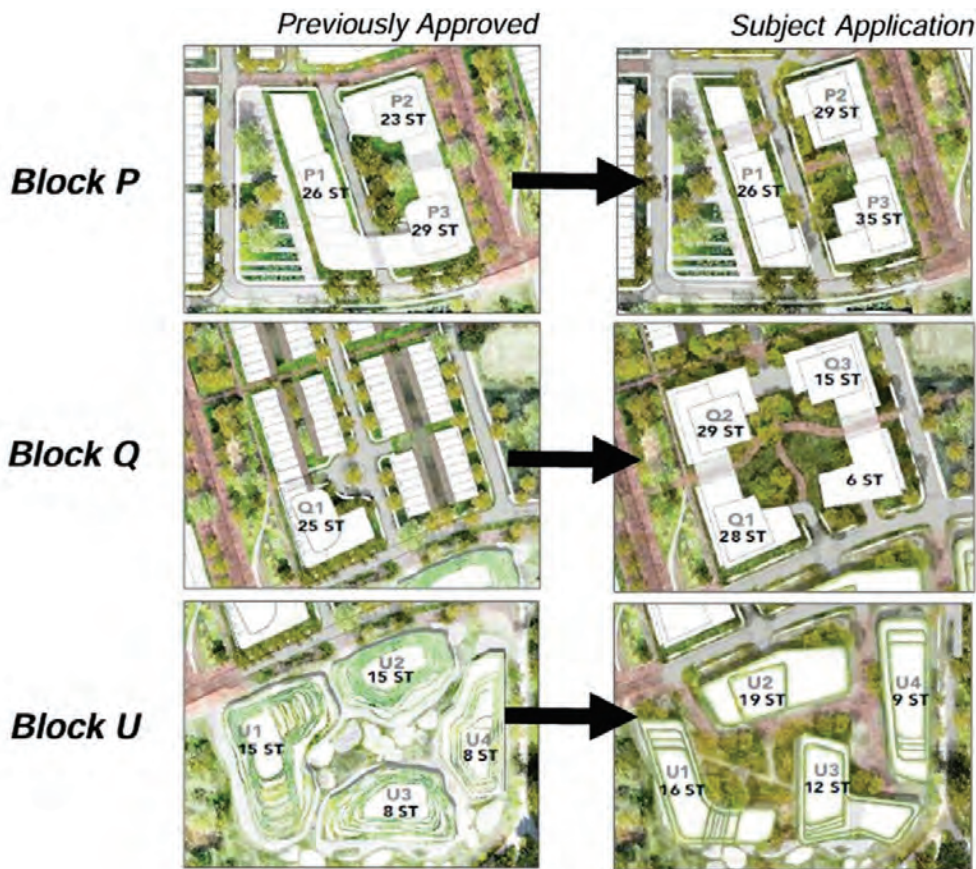 Previously Approved
Subject Application
Block P
P1
26 ST
P2
23 ST
P3
29 ST
P1
26 ST
P2
29 ST
P3
35 ST
Block Q
Q1
25 ST
Q2
29 ST
Q3
15 ST
6 ST
Q1
28 ST
Block U
U1
15 ST
U2
15 ST
U3
8 ST
U4
8 ST
U1
16 ST
U2
19 ST
U3
12 ST
U4
9 ST